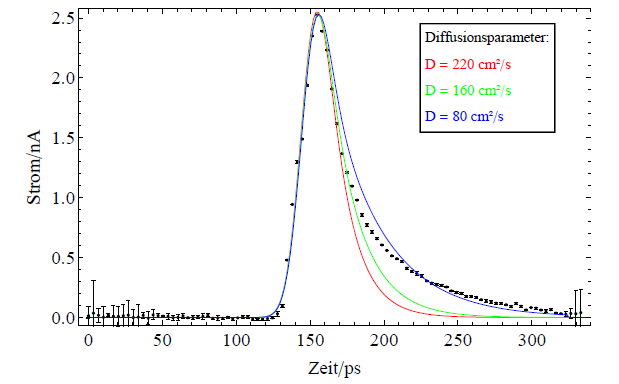 2.5
2.0
1.5
1.0
0.5
0.0
Strom/nA
Diffusionsparameter:
D = 220 cm²/s
D = 160 cm²/s
D = 80 cm²/s
0
50
100
150
200
250
300
Zeit/ps